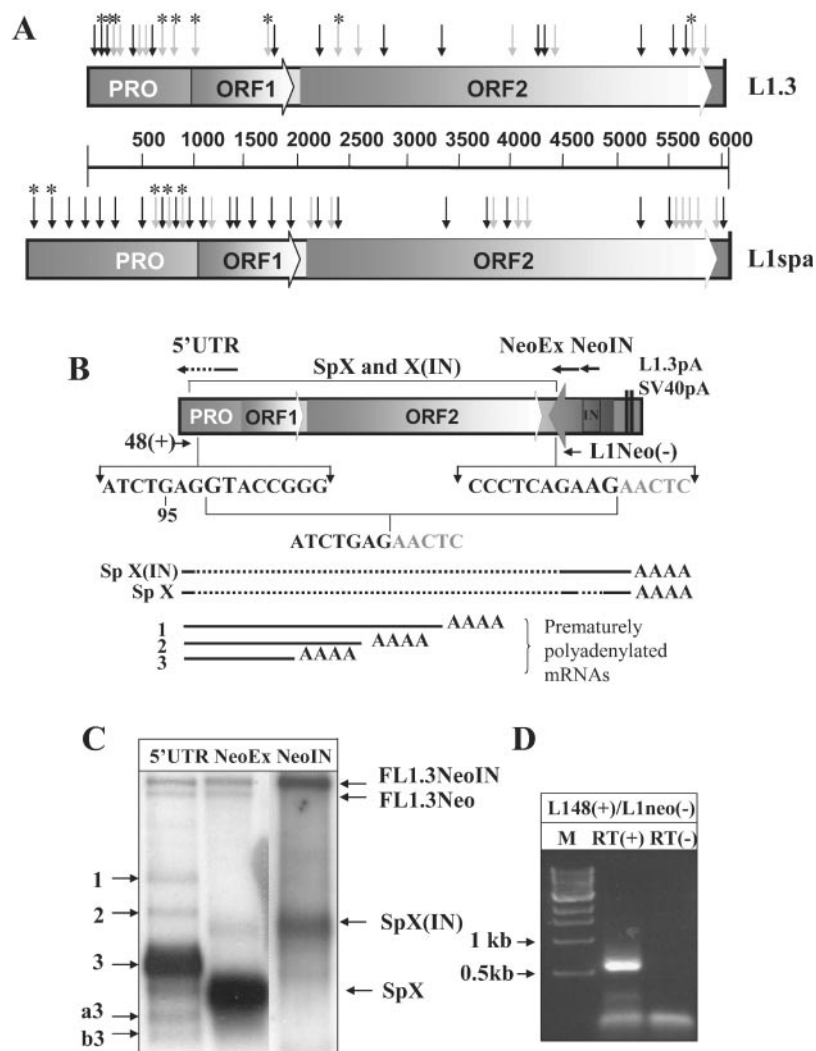 A
* * * * * * * * *
PRO ORF1 ORF2 L1.3
500 1000 1500 2000 2500 3000 3500 4000 4500 5000 5500 6000
* * * * *
PRO ORF1 ORF2 L1spa
B
5'UTR SpX and X(IN) NeoEx NeoIN L1.3pA
SV40pA
PRO ORF1 ORF2 IN
48(+) L1Neo(-)
ATCTGAGGTACCGGG CCCTCAGAAGAACTC
95
ATCTGAGAACTC
Sp X(IN) AAAA
Sp X AAAA
1 AAAA
2 AAAA
3 AAAA
Prematurely
polyadenylated
mRNAs
C
5'UTR NeoEx NeoIN
FL1.3NeoIN
FL1.3Neo
1
2
SpX(IN)
3
SpX
a3
b3
D
L148(+)/L1neo(-)
M RT(+) RT(-)
1 kb
0.5kb